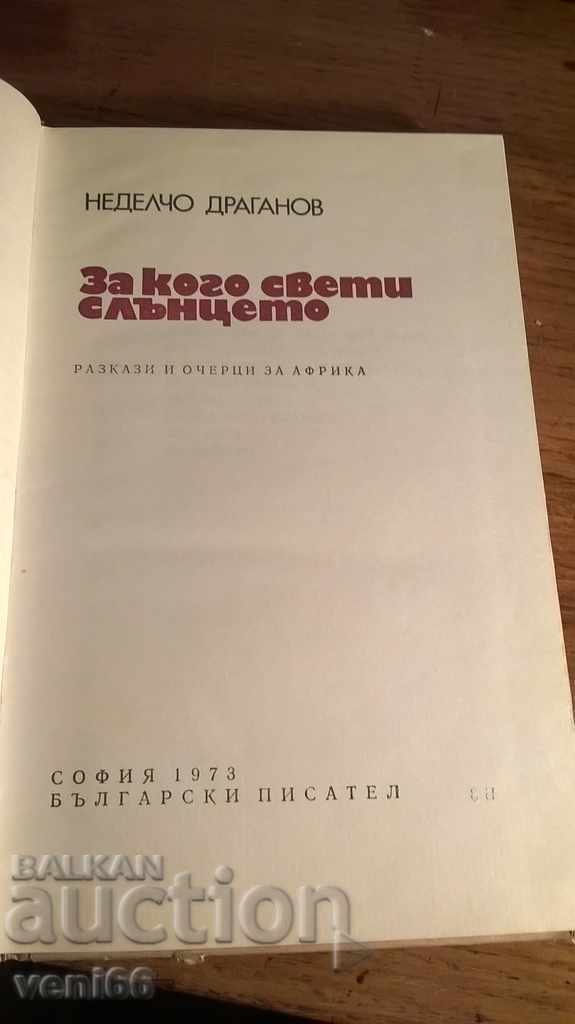 НЕДЕЛЧО ДРАГАНОВ
За кого свети
слънцето
РАЗКАЗИ И ОЧЕРЦИ ЗА АФРИКА
СОФИЯ 1973
БЪЛГАРСКИ ПИСАТЕЛ
BALKAN
auction
veni66